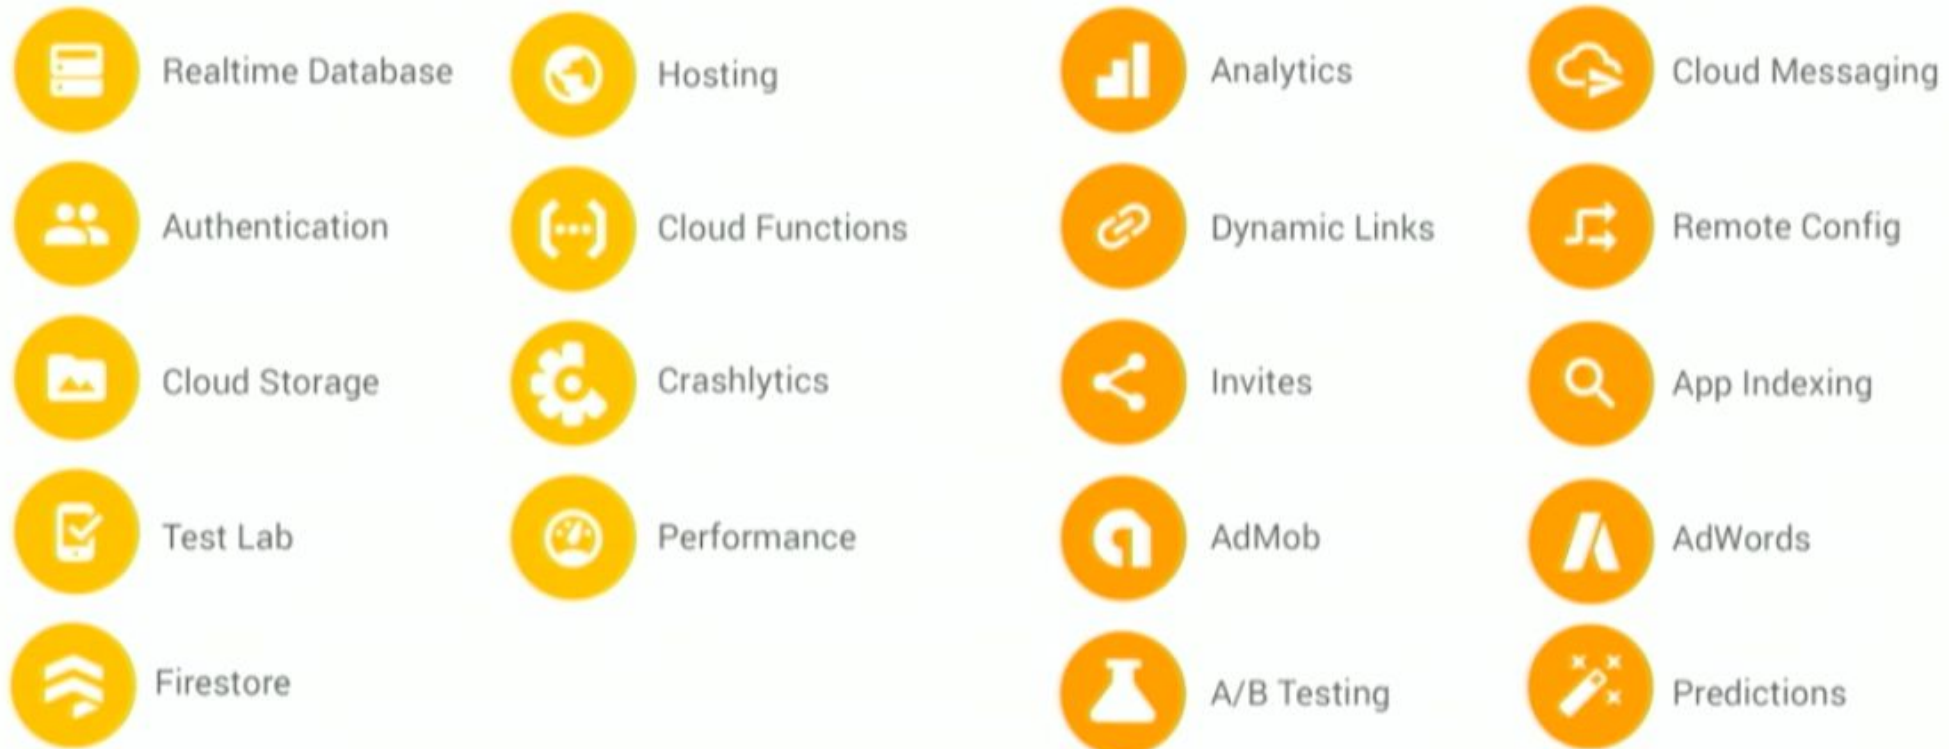 Realtime Database
Hosting
Analytics
Cloud Messaging
Authentication
Cloud Functions
Dynamic Links
Remote Config
Cloud Storage
Crashlytics
Invites
App Indexing
Test Lab
Performance
AdMob
AdWords
Firestore
A/B Testing
Predictions